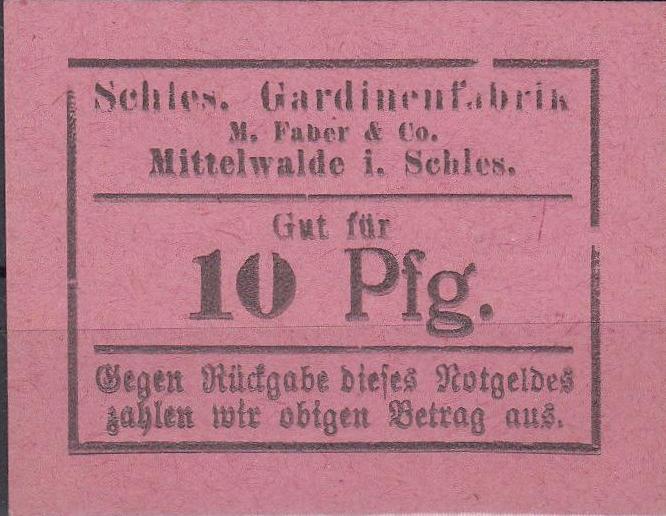 Schles. Gardinenfabrik
M. Faber & Co.
Mittelwalde i. Schles.
Gut für
10 Pfg.
Gegen Rückgabe dieses Notgeldes
zahlen wir obigen Betrag aus.